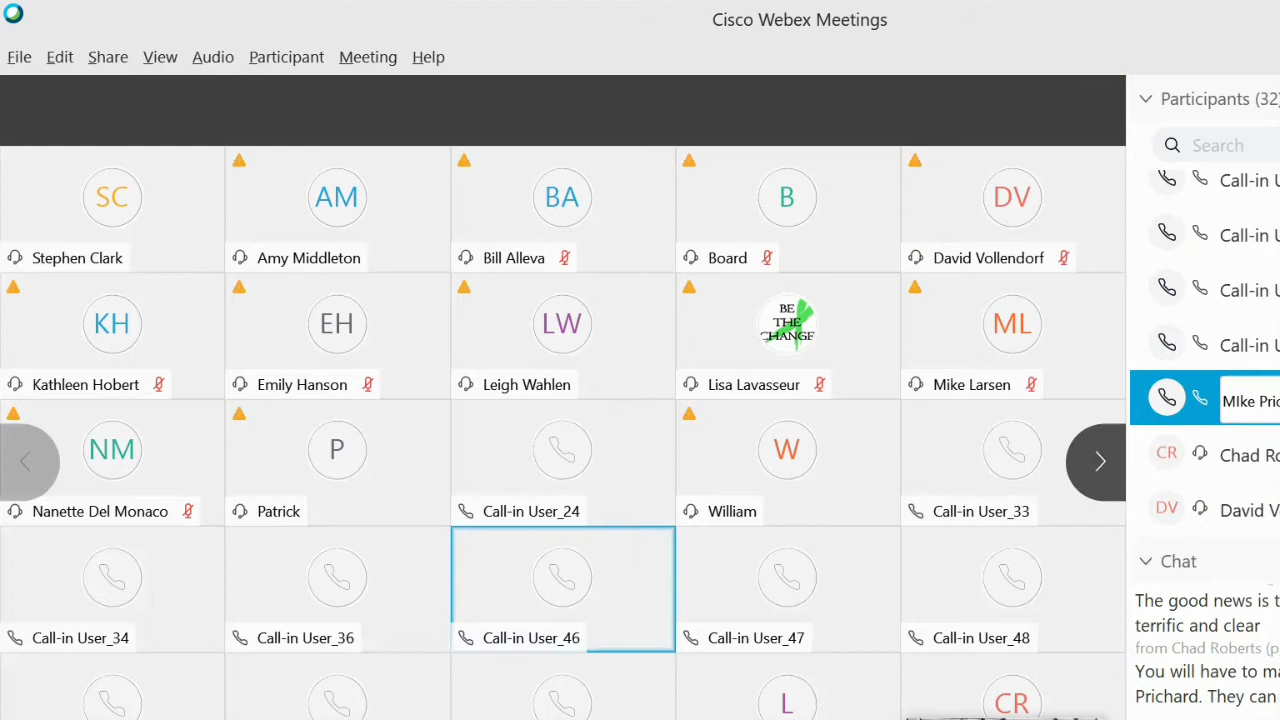 Cisco Webex Meetings
File Edit Share View Audio Participant Meeting Help
Participants (32)
Search
SC AM BA B DV
Call-in U
Call-in U
Stephen Clark Amy Middleton Bill Alleva Board David Vollendorf
Call-in U
KH EH LW BE THE CHANGE ML
Call-in U
Kathleen Hobert Emily Hanson Leigh Wahlen Lisa Lavasseur Mike Larsen
MIke Pric
NM P W
CR Chad Ro
Nanette Del Monaco Patrick Call-in User_24 William Call-in User_33
DV David V
Chat
The good news is t
terrific and clear
Call-in User_34 Call-in User_36 Call-in User_46 Call-in User_47 Call-in User_48
from Chad Roberts (p
You will have to ma
Prichard. They can
L CR